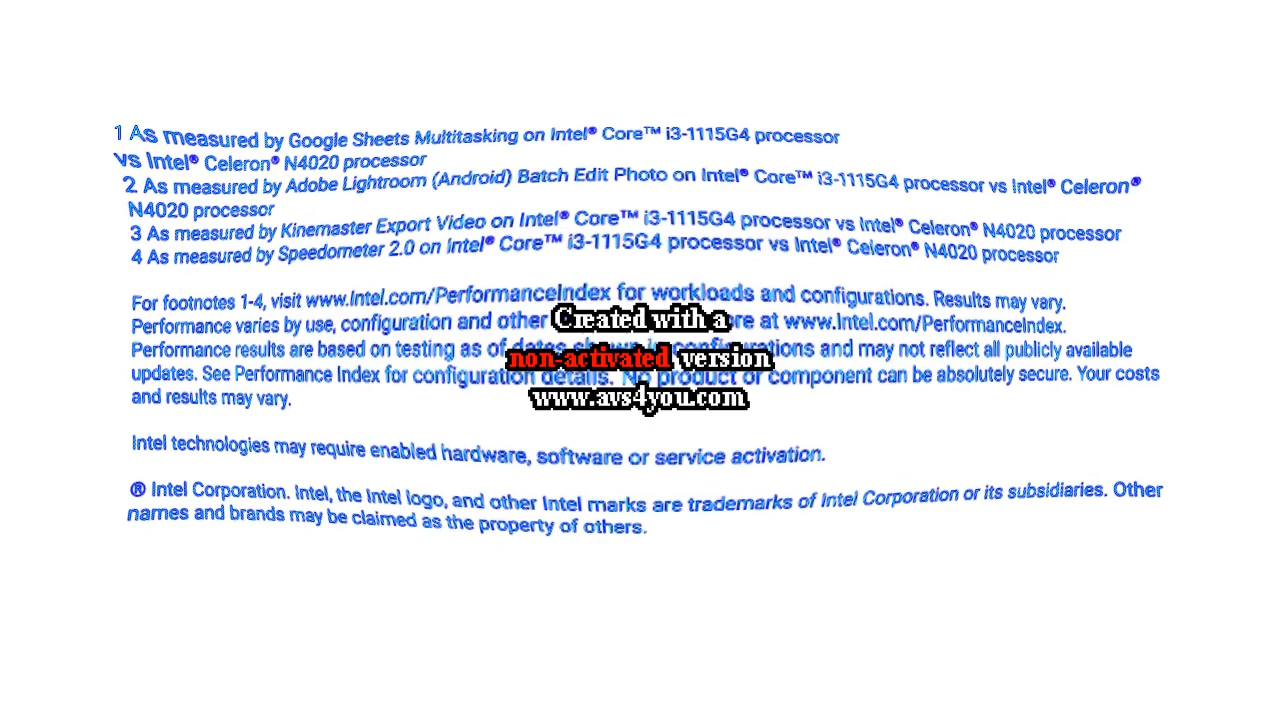 1 As measured by Google Sheets Multitasking on Intel® Core™ i3-1115G4 processor
vs Intel® Celeron® N4020 processor
2 As measured by Adobe Lightroom (Android) Batch Edit Photo on Intel® Core™ i3-1115G4 processor vs Intel® Celeron®
N4020 processor
3 As measured by Kinemaster Export Video on Intel® Core™ i3-1115G4 processor vs Intel® Celeron® N4020 processor
4 As measured by Speedometer 2.0 on Intel® Core™ i3-1115G4 processor vs Intel® Celeron® N4020 processor
For footnotes 1-4, visit www.Intel.com/PerformanceIndex for workloads and configurations. Results may vary.
Performance varies by use, configuration and other at www.Intel.com/PerformanceIndex.
Performance results are based on testing as of dates shown in configurations and may not reflect all publicly available
updates. See Performance Index for configuration details. No product or component can be absolutely secure. Your costs
and results may vary.
Created with a
non-activated version
www.avs4you.com
Intel technologies may require enabled hardware, software or service activation.
® Intel Corporation. Intel, the Intel logo, and other Intel marks are trademarks of Intel Corporation or its subsidiaries. Other
names and brands may be claimed as the property of others.